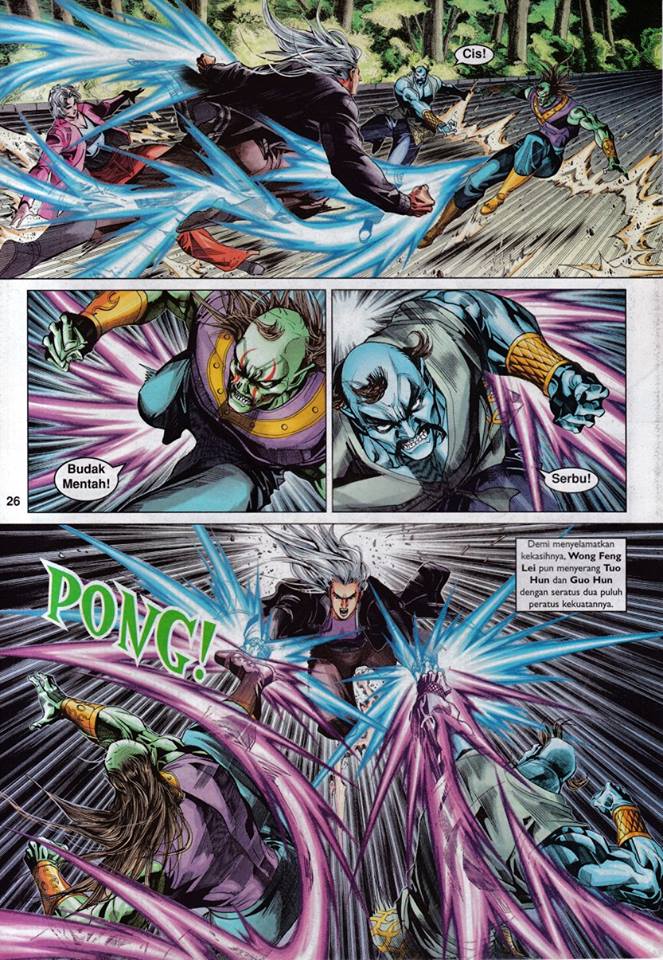 Cis!
Budak
Mentah!
Serbu!
26
Demi menyelamatkan
kekasihnya, Wong Feng
Lei pun menyerang Tuo
Hun dan Guo Hun
dengan seratus dua puluh
peratus kekuatannya.
PONG!